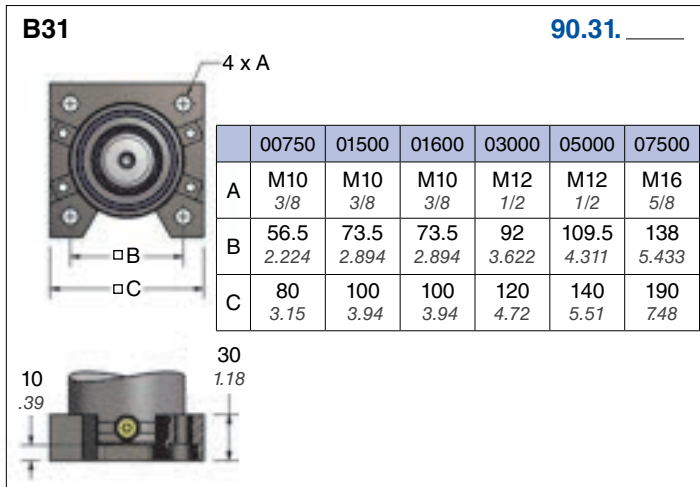 B31 90.31. _____
4 x A
00750 01500 01600 03000 05000 07500
A M10 M10 M10 M12 M12 M16
3/8 3/8 3/8 1/2 1/2 5/8
B 56.5 73.5 73.5 92 109.5 138
2.224 2.894 2.894 3.622 4.311 5.433
C 80 100 100 120 140 190
3.15 3.94 3.94 4.72 5.51 7.48
□B
□C
30
1.18
10
.39